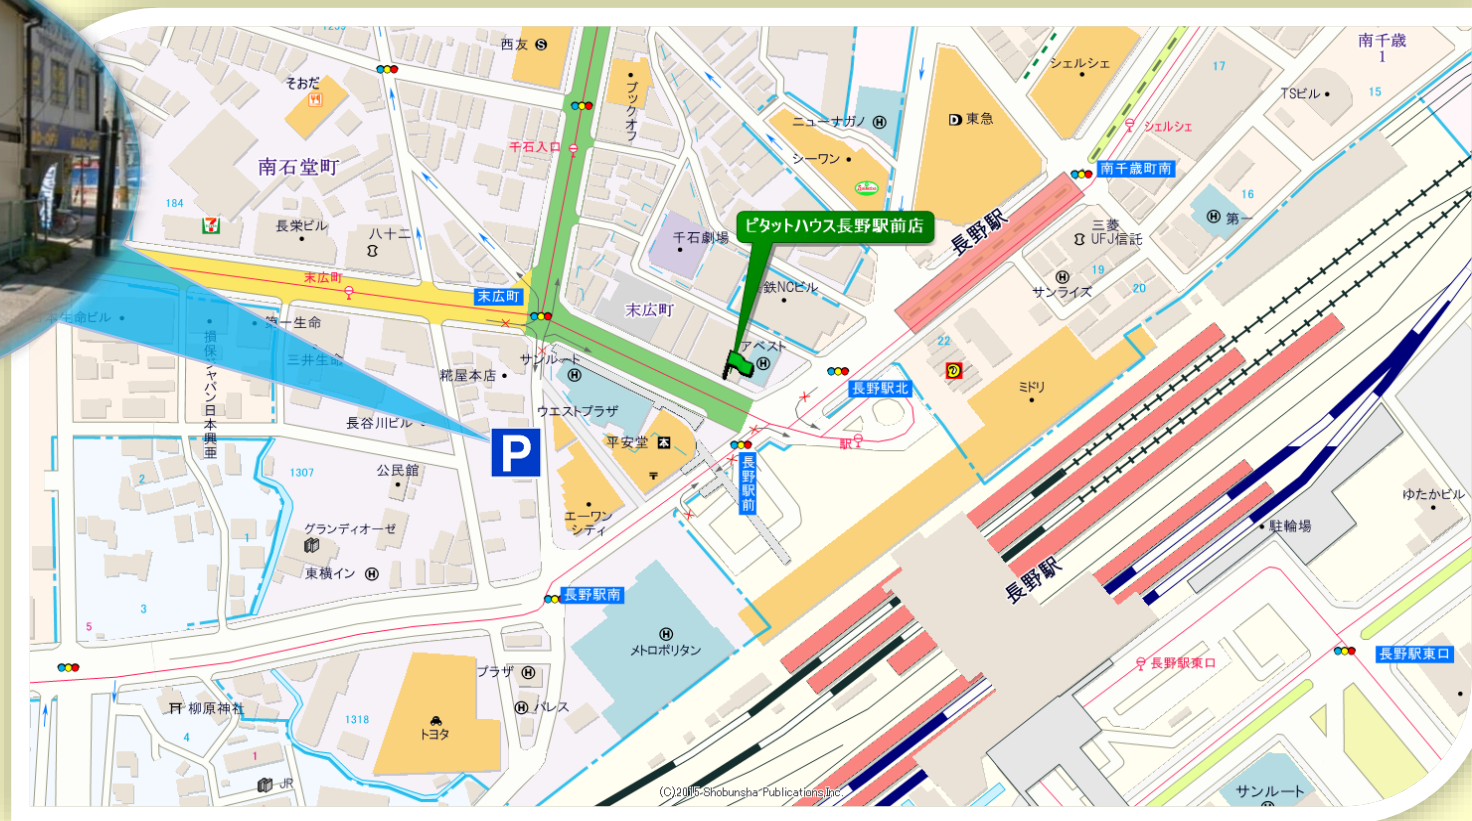 1259
西友 S
南千歳
1
そおだ
ブックオフ
シェルシェ
17
TSビル
15
ニューナガノ H
D 東急
シェルシェ
千石入口
シーワン
南石堂町
南千歳町南
16
184
長栄ビル
八十二
H 第一
ピタットハウス長野駅前店
三菱
UFJ信託
千石劇場
長野駅
19
末広町
サンライズ
20
末広町
鉄NCビル
末広町
第一生命
損保ジャパン日本興亜
22
アベスト
三井生命
サンルート
糀屋本店
長野駅北
ミドリ
ウエストプラザ
長谷川ビル
平安堂 本
駅
P
長野駅前
公民館
2
1307
ゆたかビル
エーワン
シティ
グランディオーゼ
駐輪場
1
東横イン H
長野駅
長野駅南
3
5
メトロポリタン
長野駅東口
長野駅東口
プラザ H
柳原神社
H パレス
1318
4
トヨタ
1
JR
サンルート
(C)2015 Shobunsha Publications,Inc.